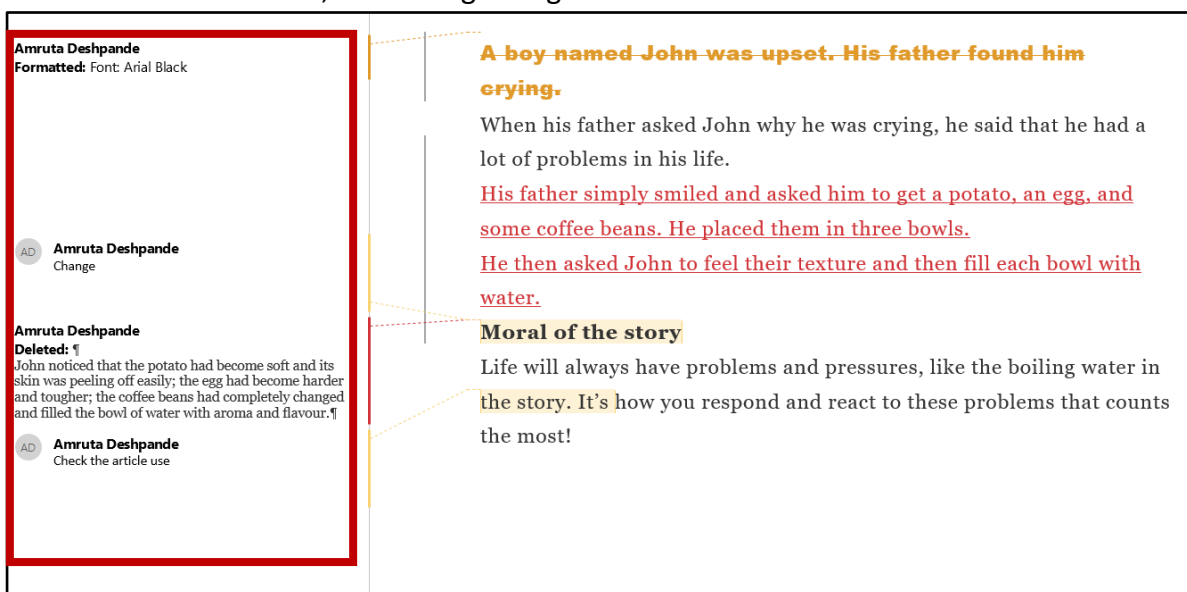 Amruta Deshpande
Formatted: Font: Arial Black
AD
Amruta Deshpande
Change
Amruta Deshpande
Deleted: ¶
John noticed that the potato had become soft and its
skin was peeling off easily; the egg had become harder
and tougher; the coffee beans had completely changed
and filled the bowl of water with aroma and flavour.¶
AD
Amruta Deshpande
Check the article use
A boy named John was upset. His father found him
crying.
When his father asked John why he was crying, he said that he had a
lot of problems in his life.
His father simply smiled and asked him to get a potato, an egg, and
some coffee beans. He placed them in three bowls.
He then asked John to feel their texture and then fill each bowl with
water.
Moral of the story
Life will always have problems and pressures, like the boiling water in
the story. It’s how you respond and react to these problems that counts
the most!